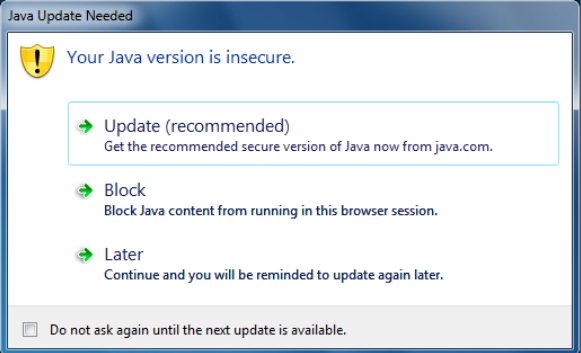 Java Update Needed
Your Java version is insecure.
Update (recommended)
Get the recommended secure version of Java now from java.com.
Block
Block Java content from running in this browser session.
Later
Continue and you will be reminded to update again later.
Do not ask again until the next update is available.